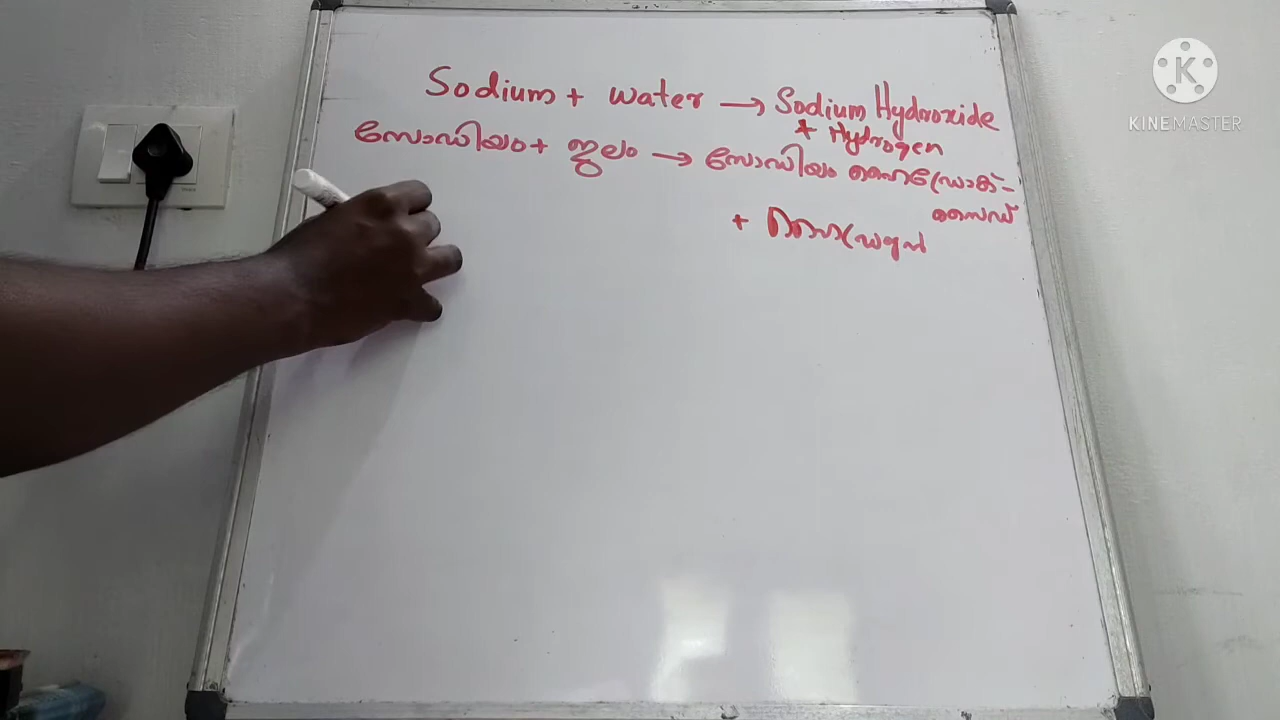 Sodium + water → Sodium Hydroxide
+ Hydrogen
സോഡിയം + ജലം → സോഡിയം ഹൈഡ്രോക്-
സൈഡ്
+ ഹൈഡ്രജൻ
K
KINEMASTER